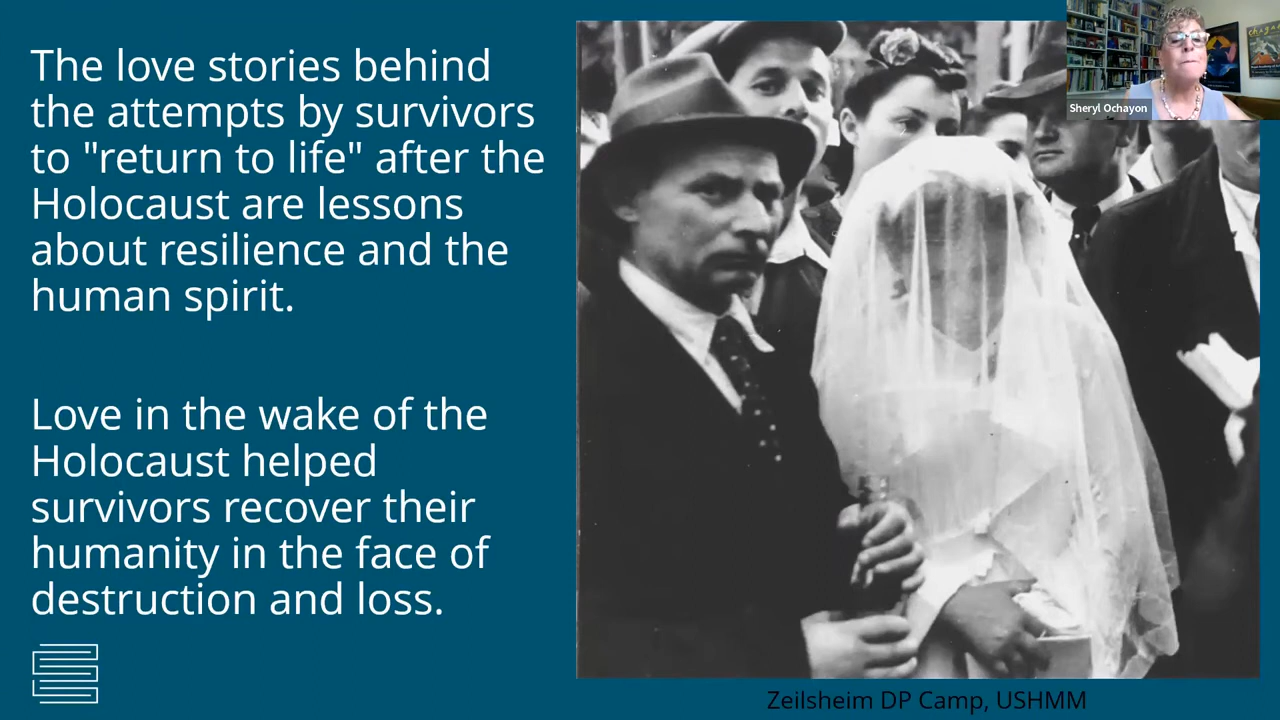 The love stories behind
the attempts by survivors
to "return to life" after the
Holocaust are lessons
about resilience and the
human spirit.
Love in the wake of the
Holocaust helped
survivors recover their
humanity in the face of
destruction and loss.
Sheryl Ochayon
Zeilsheim DP Camp, USHMM